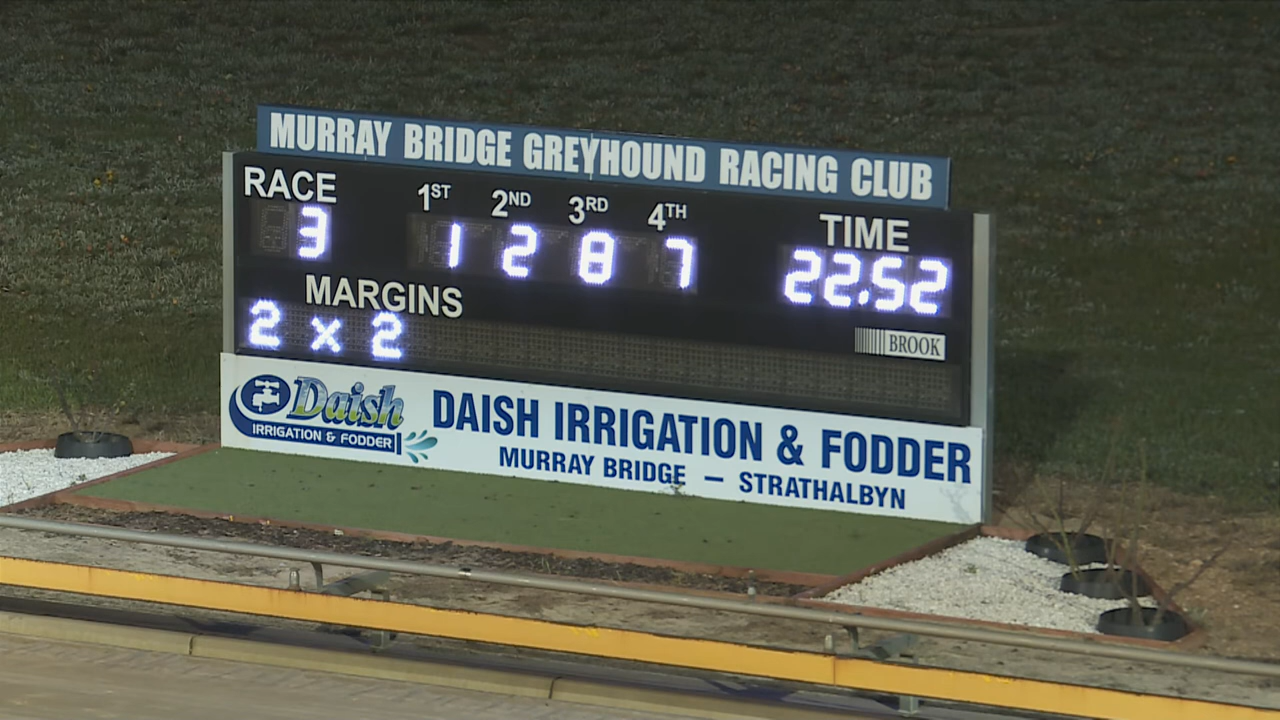 MURRAY BRIDGE GREYHOUND RACING CLUB
RACE 1ST 2ND 3RD 4TH TIME
3 1 2 8 7 22.52
MARGINS
2 x 2
BROOK
Daish
IRRIGATION & FODDER
DAISH IRRIGATION & FODDER
MURRAY BRIDGE — STRATHALBYN